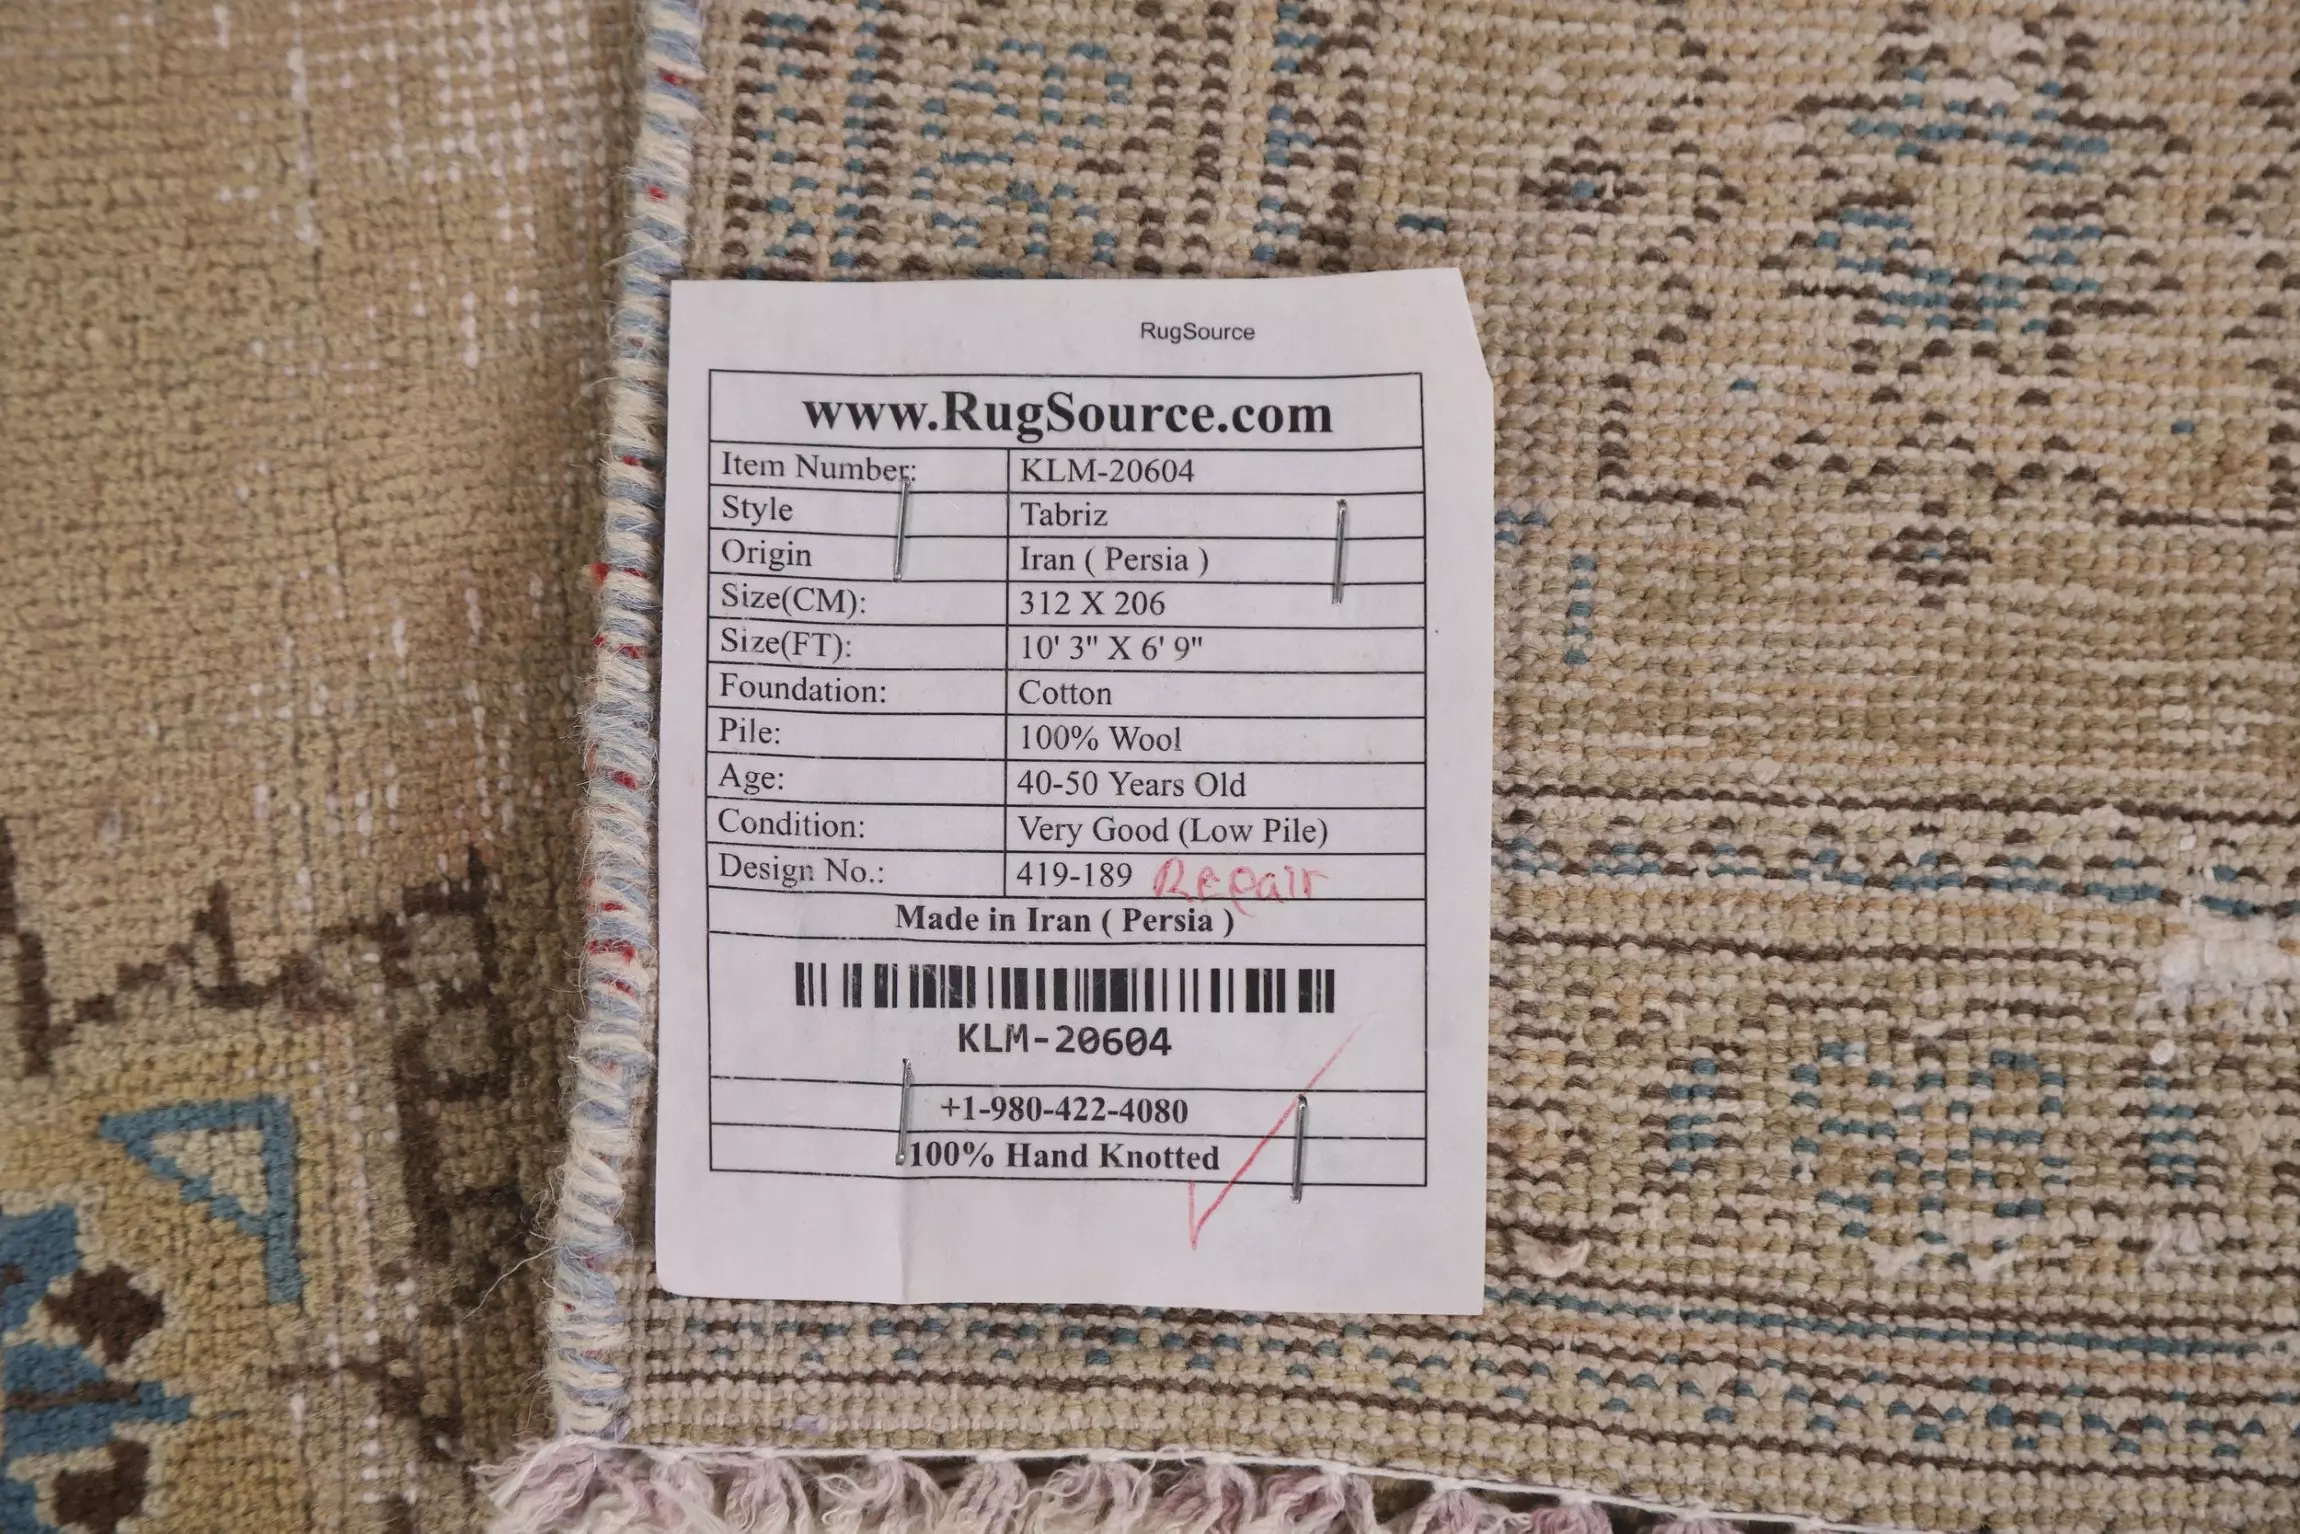 RugSource
www.RugSource.com
Item Number: KLM-20604
Style Tabriz
Origin Iran ( Persia )
Size(CM): 312 X 206
Size(FT): 10' 3" X 6' 9"
Foundation: Cotton
Pile: 100% Wool
Age: 40-50 Years Old
Condition: Very Good (Low Pile)
Design No.: 419-189 Repair
Made in Iran ( Persia )
KLM-20604
+1-980-422-4080
100% Hand Knotted